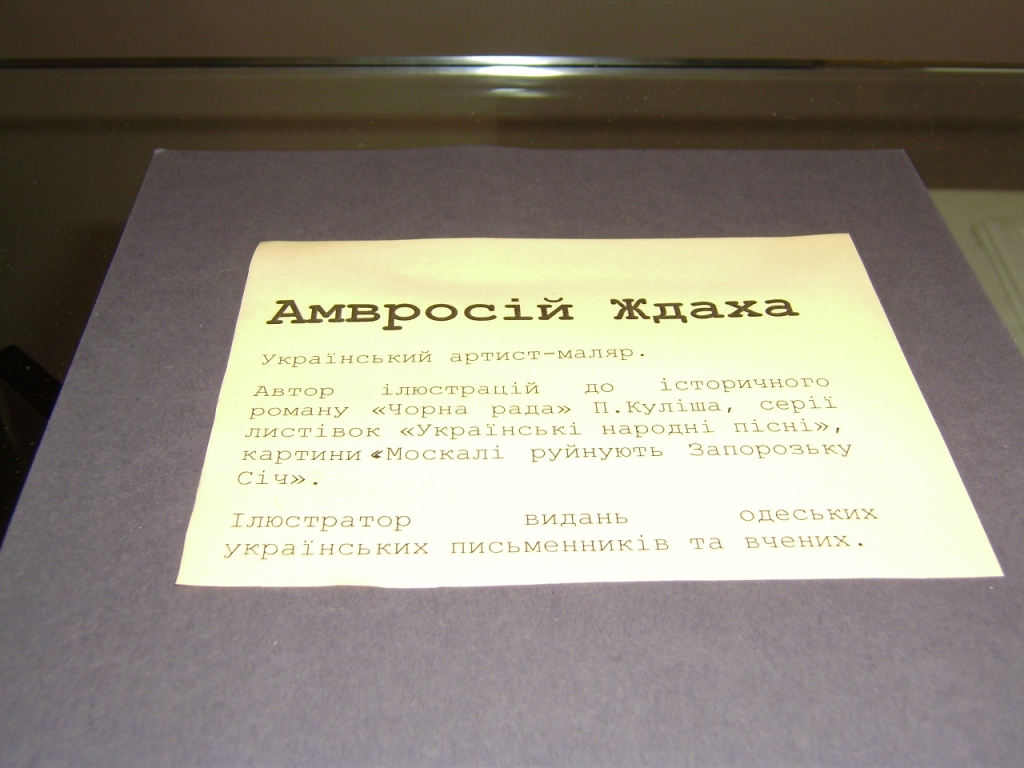 Амвросій Ждаха
Український артист-маляр.
Автор ілюстрацій до історичного
роману «Чорна рада» П.Куліша, серії
листівок «Українські народні пісні»,
картини «Москалі руйнують Запорозьку
Січ».
Ілюстратор видань одеських
українських письменників та вчених.